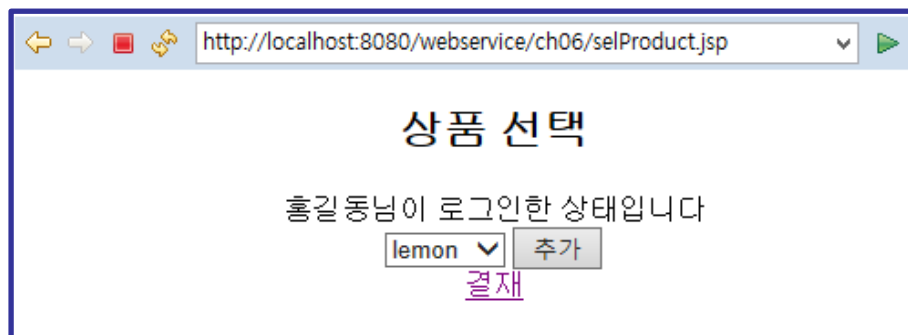 http://localhost:8080/webservice/ch06/selProduct.jsp
상품 선택
홍길동님이 로그인한 상태입니다
lemon 추가
결재